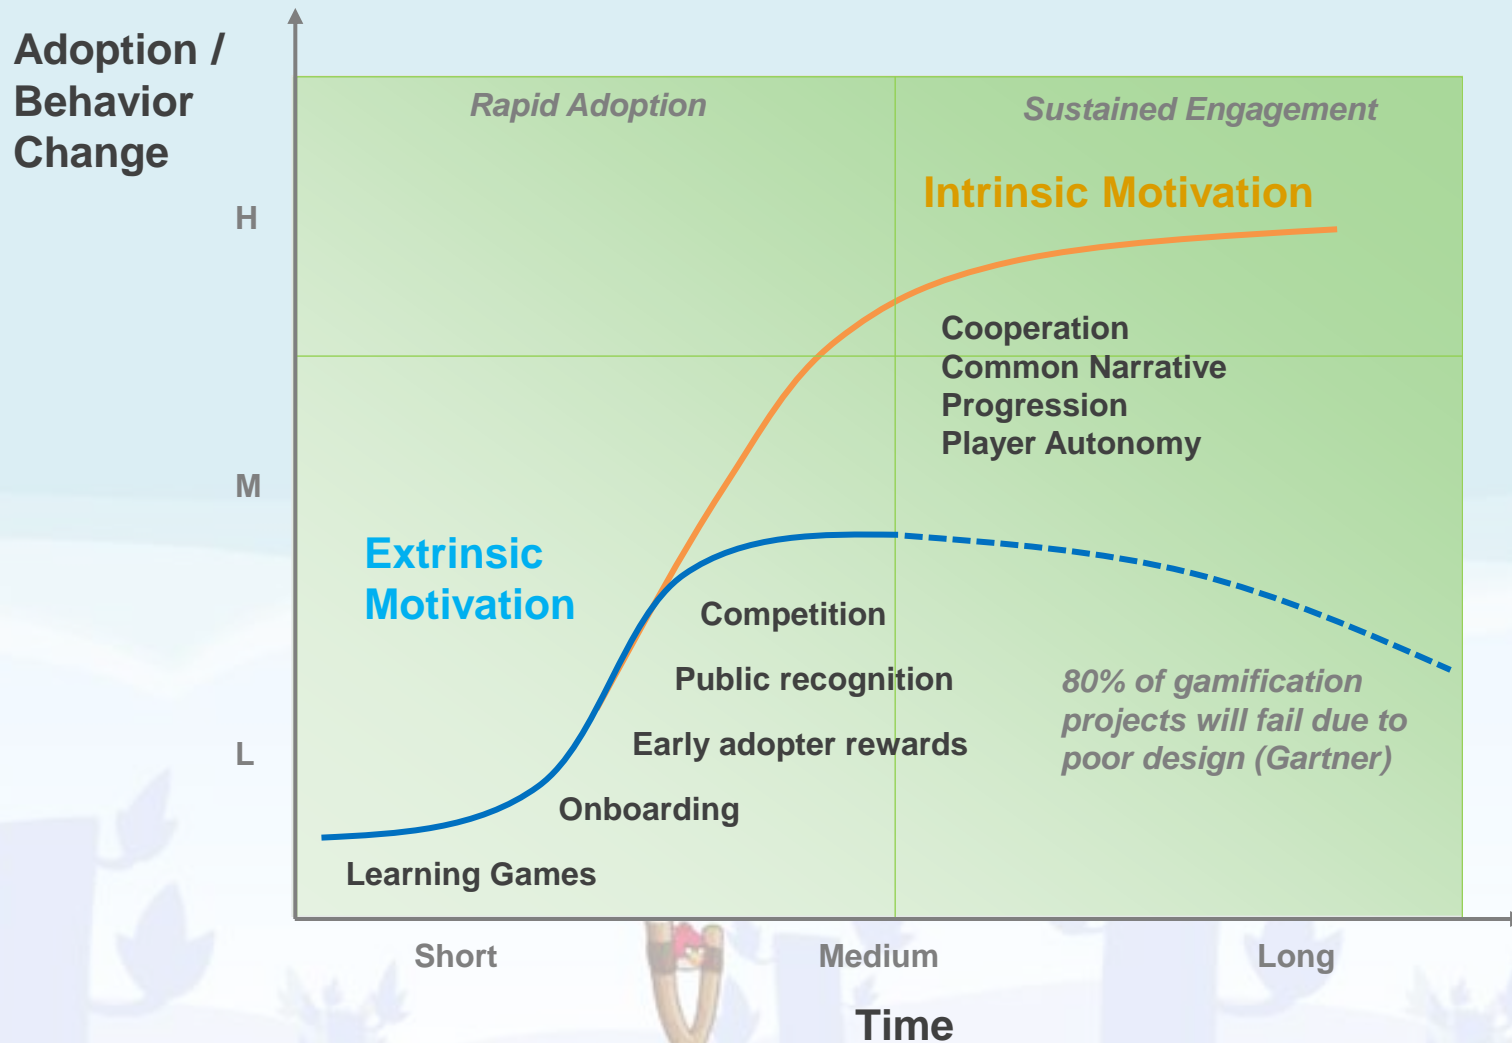 Adoption /
Behavior
Change
Rapid Adoption
Sustained Engagement
Intrinsic Motivation
H
Cooperation
Common Narrative
Progression
Player Autonomy
M
Extrinsic
Motivation
Competition
Public recognition
80% of gamification
projects will fail due to
poor design (Gartner)
Early adopter rewards
L
Onboarding
Learning Games
Short
Medium
Long
Time